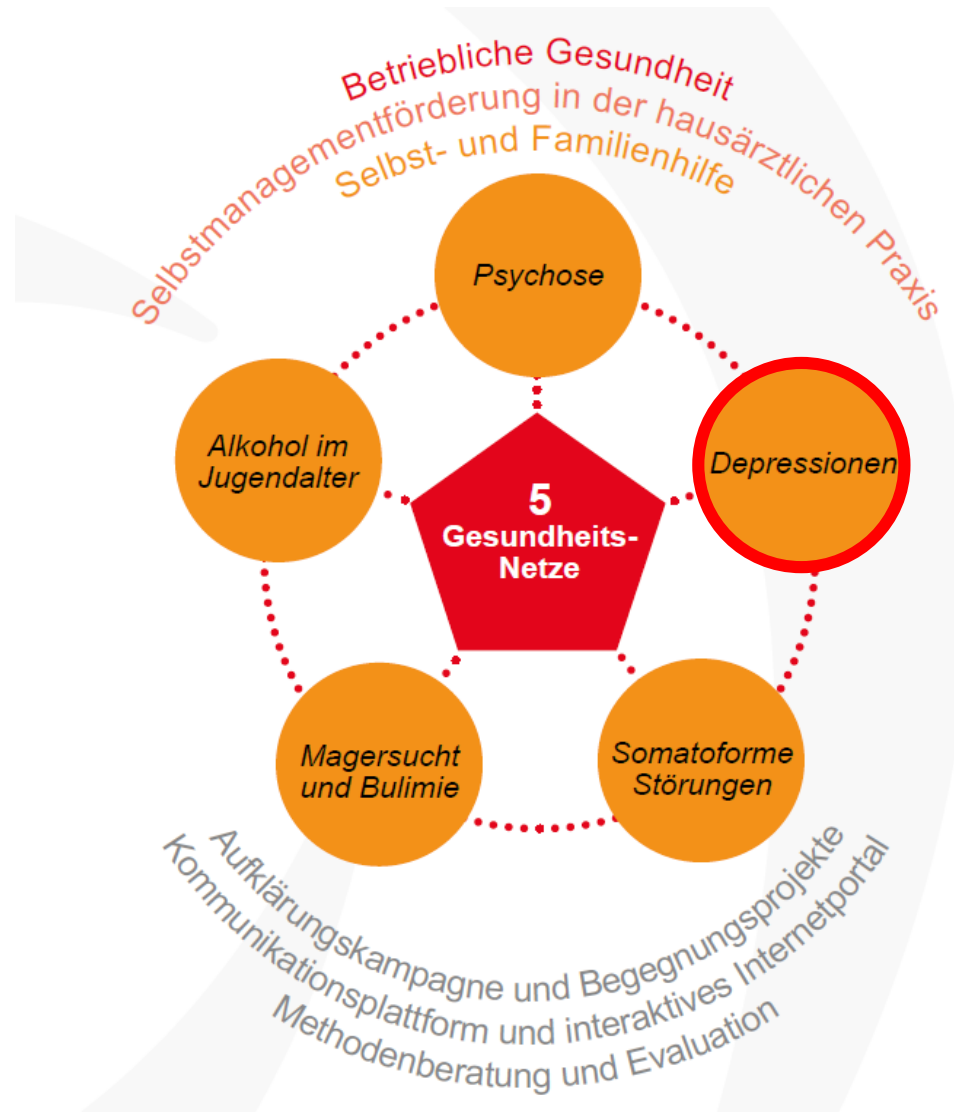 Betriebliche Gesundheit
Selbstmanagementförderung in der hausärztlichen Praxis
Selbst- und Familienhilfe
Psychose
Alkohol im
Jugendalter
Depressionen
5
Gesundheits-
Netze
Magersucht
und Bulimie
Somatoforme
Störungen
Aufklärungskampagne und Begegnungsprojekte
Kommunikationsplattform und interaktives Internetportal
Methodenberatung und Evaluation